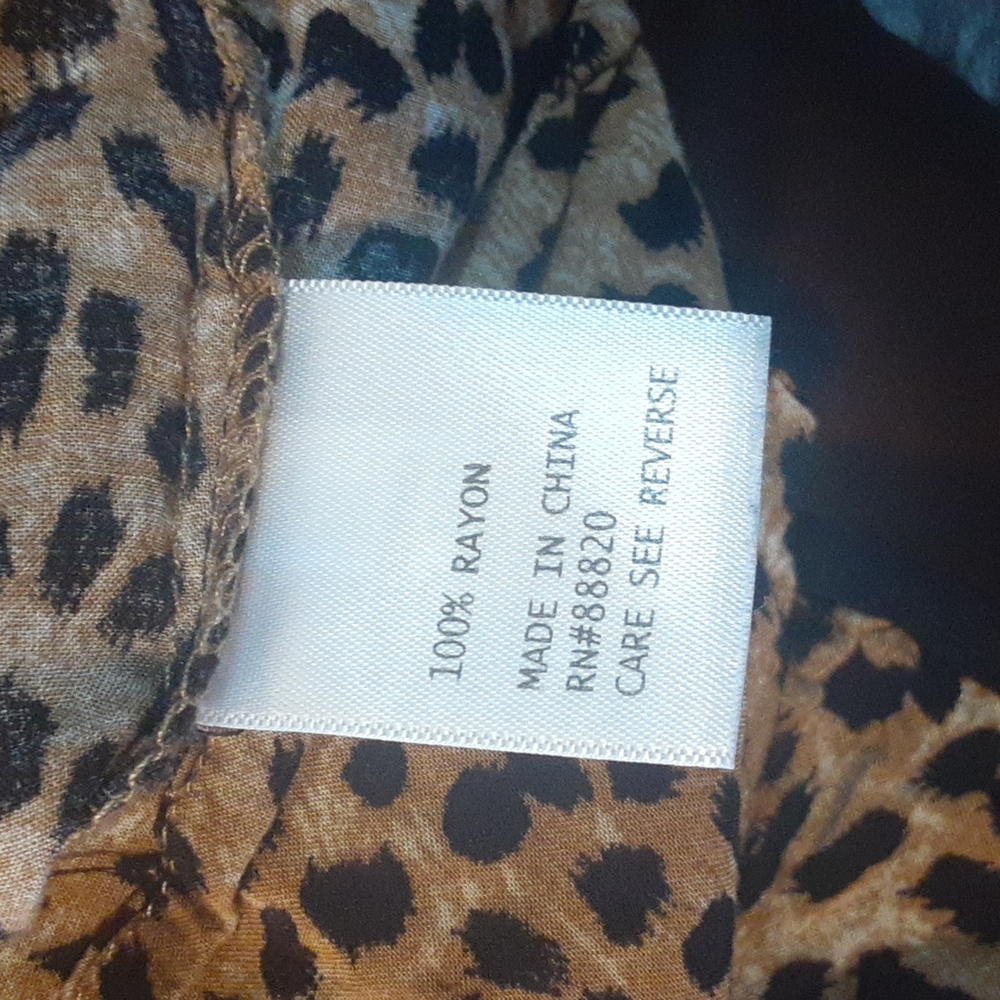 100% RAYON
MADE IN CHINA
RN#88820
CARE SEE REVERSE